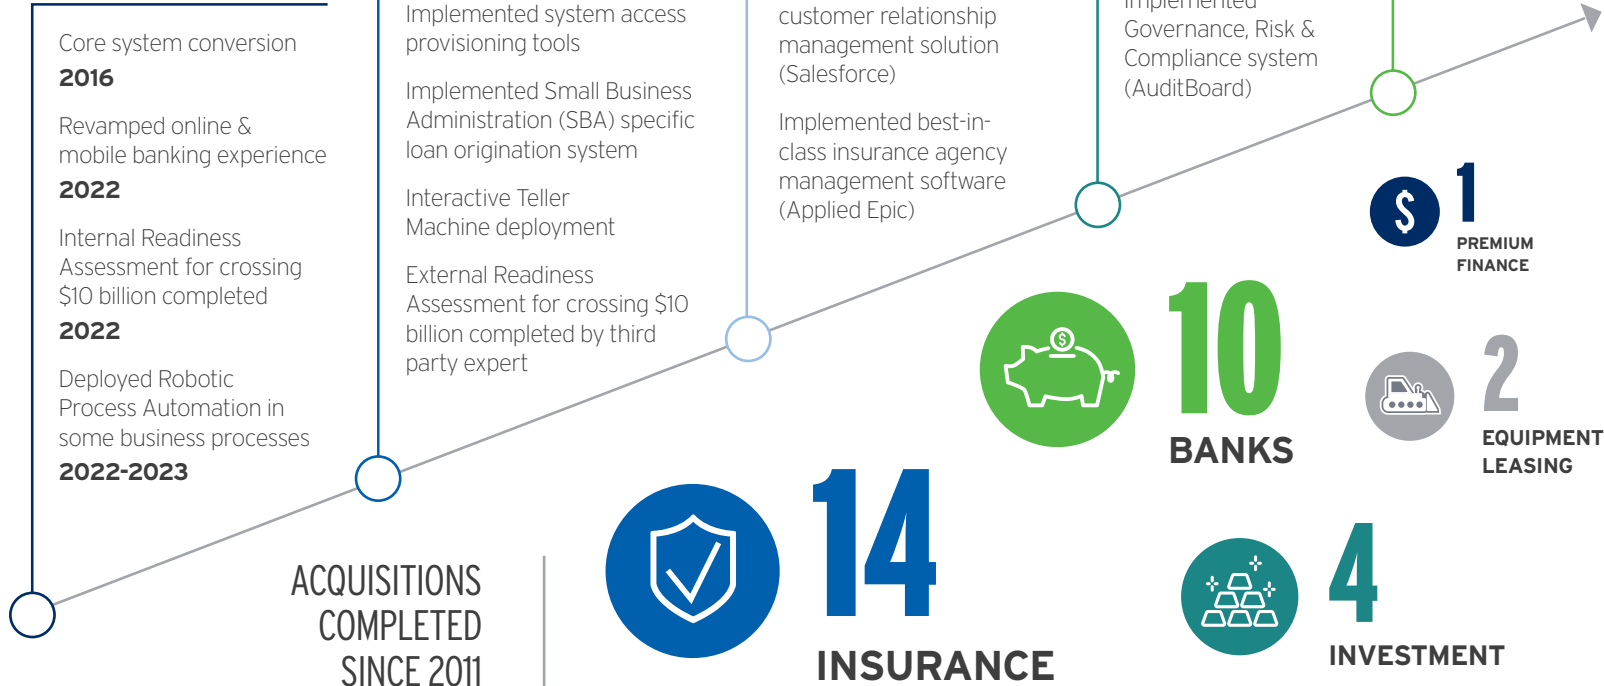 Core system conversion
2016
Revamped online &
mobile banking experience
2022
Internal Readiness
Assessment for crossing
$10 billion completed
2022
Deployed Robotic
Process Automation in
some business processes
2022-2023
Implemented system access
provisioning tools
Implemented Small Business
Administration (SBA) specific
loan origination system
Interactive Teller
Machine deployment
External Readiness
Assessment for crossing $10
billion completed by third
party expert
customer relationship
management solution
(Salesforce)
Implemented best-in-
class insurance agency
management software
(Applied Epic)
Implemented
Governance, Risk &
Compliance system
(AuditBoard)
ACQUISITIONS
COMPLETED
SINCE 2011
14
INSURANCE
$
10
BANKS
4
INVESTMENT
$
1
PREMIUM
FINANCE
2
EQUIPMENT
LEASING